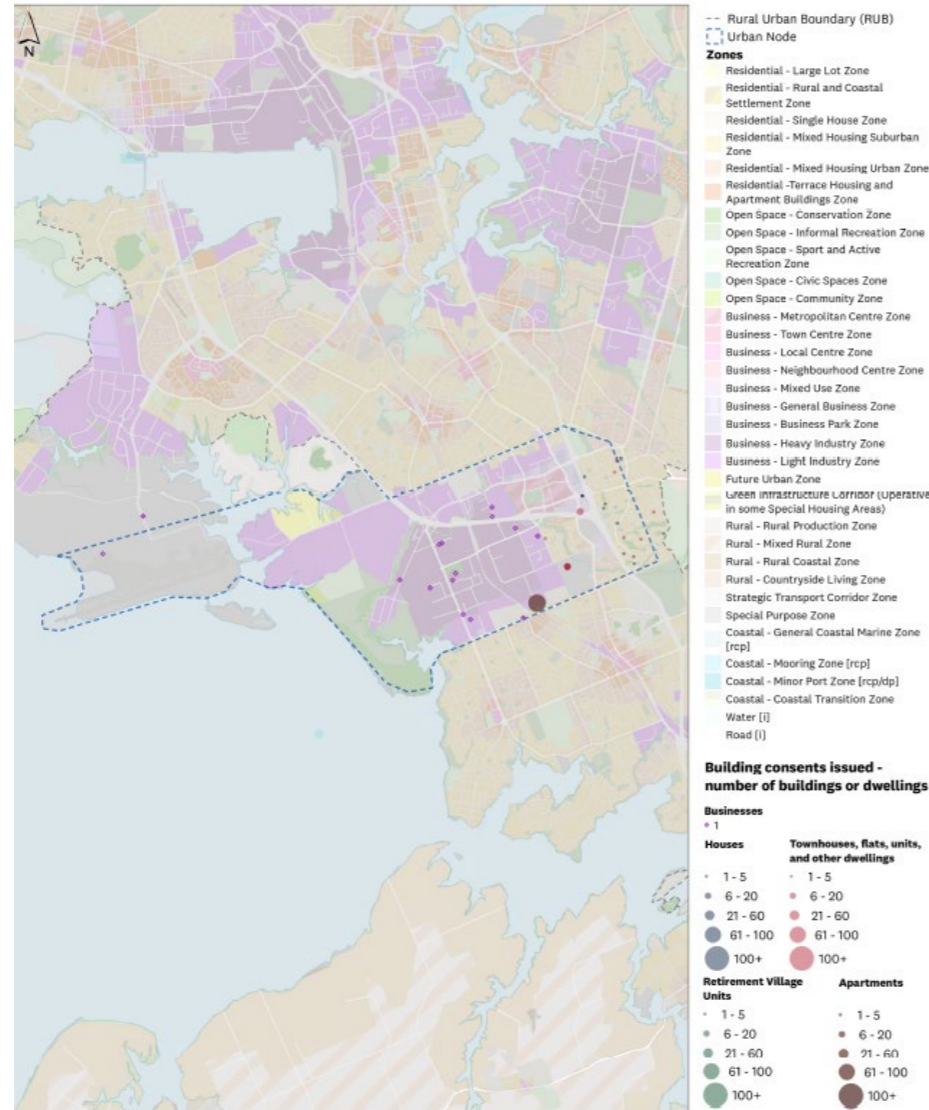 N
Rural Urban Boundary (RUB)
Urban Node
Zones
Residential - Large Lot Zone
Residential - Rural and Coastal
Settlement Zone
Residential - Single House Zone
Residential - Mixed Housing Suburban
Zone
Residential - Mixed Housing Urban Zone
Residential -Terrace Housing and
Apartment Buildings Zone
Open Space - Conservation Zone
Open Space - Informal Recreation Zone
Open Space - Sport and Active
Recreation Zone
Open Space - Civic Spaces Zone
Open Space - Community Zone
Business - Metropolitan Centre Zone
Business - Town Centre Zone
Business - Local Centre Zone
Business - Neighbourhood Centre Zone
Business - Mixed Use Zone
Business - General Business Zone
Business - Business Park Zone
Business - Heavy Industry Zone
Business - Light Industry Zone
Future Urban Zone
Green Infrastructure Corridor (Operative
in some Special Housing Areas)
Rural - Rural Production Zone
Rural - Mixed Rural Zone
Rural - Rural Coastal Zone
Rural - Countryside Living Zone
Strategic Transport Corridor Zone
Special Purpose Zone
Coastal - General Coastal Marine Zone
[rcp]
Coastal - Mooring Zone [rcp]
Coastal - Minor Port Zone [rcp/dp]
Coastal - Coastal Transition Zone
Water [i]
Road [i]
Building consents issued -
number of buildings or dwellings
Businesses
1
Houses
1 - 5
6 - 20
21 - 60
61 - 100
100+
Townhouses, flats, units,
and other dwellings
1 - 5
6 - 20
21 - 60
61 - 100
100+
Retirement Village
Units
1 - 5
6 - 20
21 - 60
61 - 100
100+
Apartments
1 - 5
6 - 20
21 - 60
61 - 100
100+